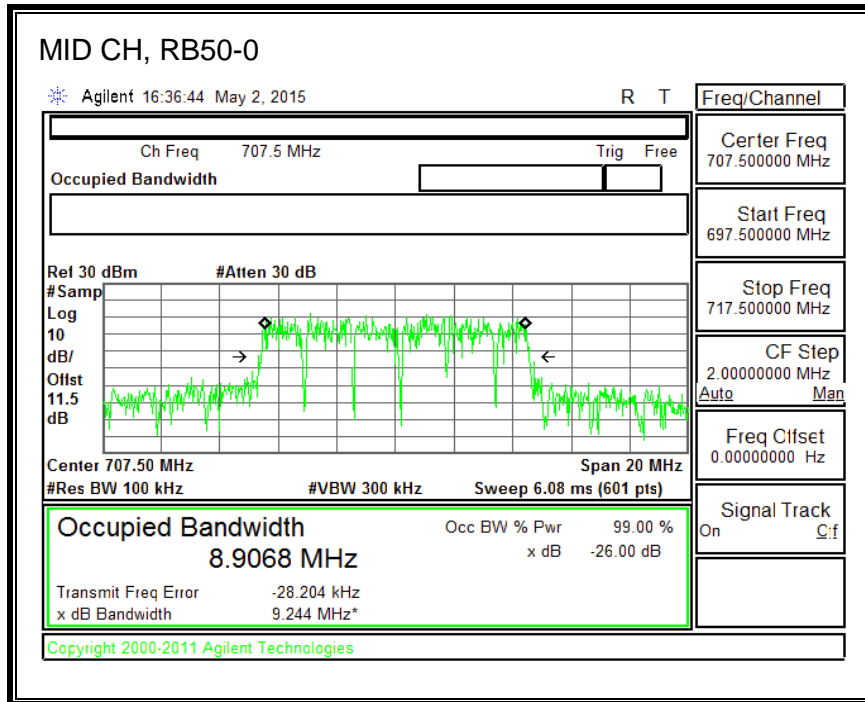 MID CH, RB50-0
Agilent 16:36:44 May 2, 2015 R T
Ch Freq 707.5 MHz Trig Free
Occupied Bandwidth
Ref 30 dBm #Atten 30 dB
#Samp
Log
10
dB/
Offst
11.5
dB
Center 707.50 MHz Span 20 MHz
#Res BW 100 kHz #VBW 300 kHz Sweep 6.08 ms (601 pts)
Occupied Bandwidth Occ BW % Pwr 99.00 %
8.9068 MHz x dB -26.00 dB
Transmit Freq Error -28.204 kHz
x dB Bandwidth 9.244 MHz*
Copyright 2000-2011 Agilent Technologies
Freq/Channel
Center Freq
707.500000 MHz
Start Freq
697.500000 MHz
Stop Freq
717.500000 MHz
CF Step
2.00000000 MHz
Auto Man
Freq Offset
0.00000000 Hz
Signal Track
On